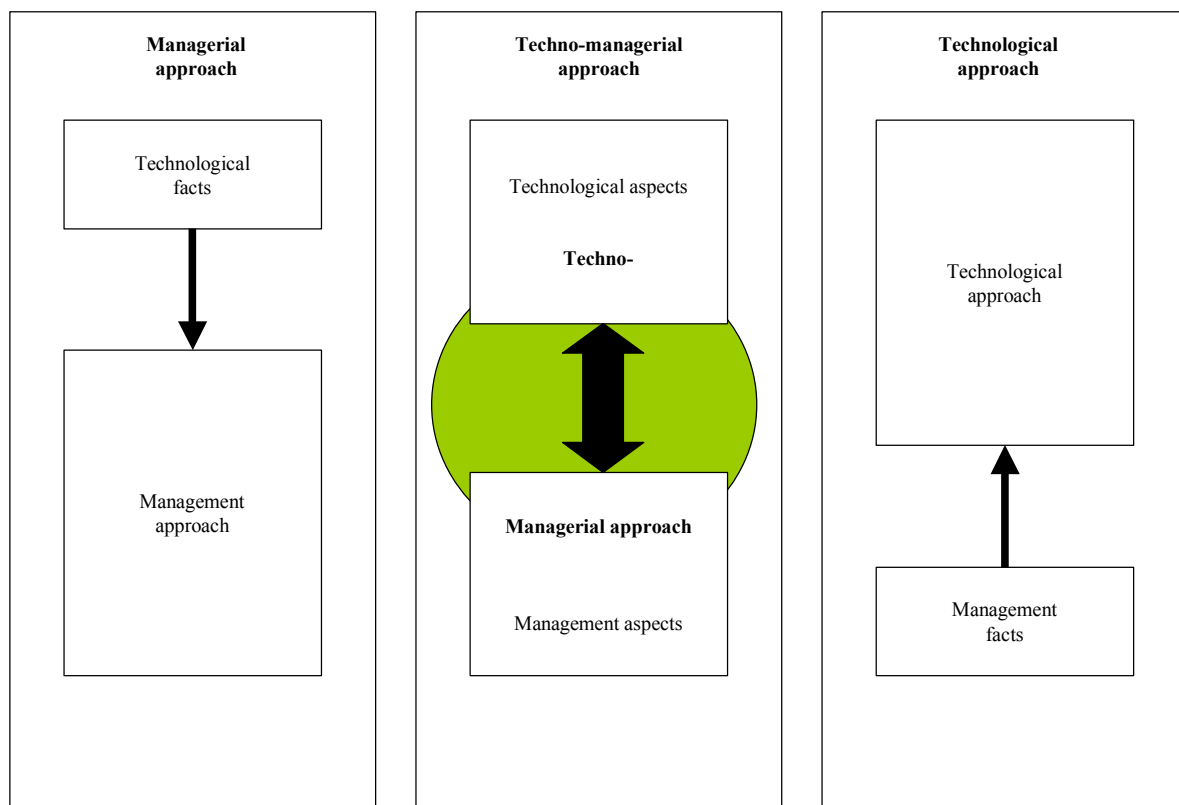 Managerial
approach
Technological
facts
Management
approach
Techno-managerial
approach
Technological aspects
Techno-
Managerial approach
Management aspects
Technological
approach
Technological
approach
Management
facts